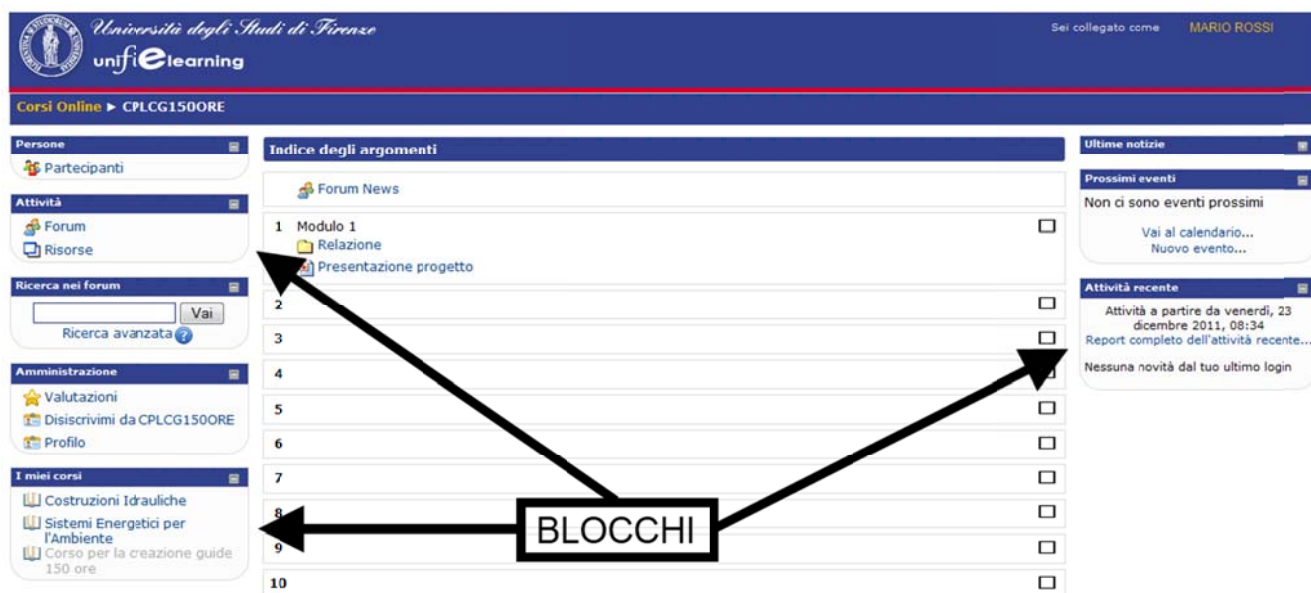 Università degli Studi di Firenze
unifi elearning
Sei collegato come MARIO ROSSI
Corsi Online ► CPLCG150ORE
Persone
Partecipanti
Attività
Forum
Risorse
Ricerca nei forum
Vai
Ricerca avanzata ?
Amministrazione
Valutazioni
Disiscrivimi da CPLCG150ORE
Profilo
I miei corsi
Costruzioni Idrauliche
Sistemi Energetici per
l'Ambiente
Corso per la creazione guide
150 ore
Indice degli argomenti
Forum News
1 Modulo 1
Relazione
Presentazione progetto
2
3
4
5
6
7
8
9
10
BLOCCHI
Ultime notizie
Prossimi eventi
Non ci sono eventi prossimi
Vai al calendario...
Nuovo evento...
Attività recente
Attività a partire da venerdì, 23
dicembre 2011, 08:34
Report completo dell'attività recente...
Nessuna novità dal tuo ultimo login